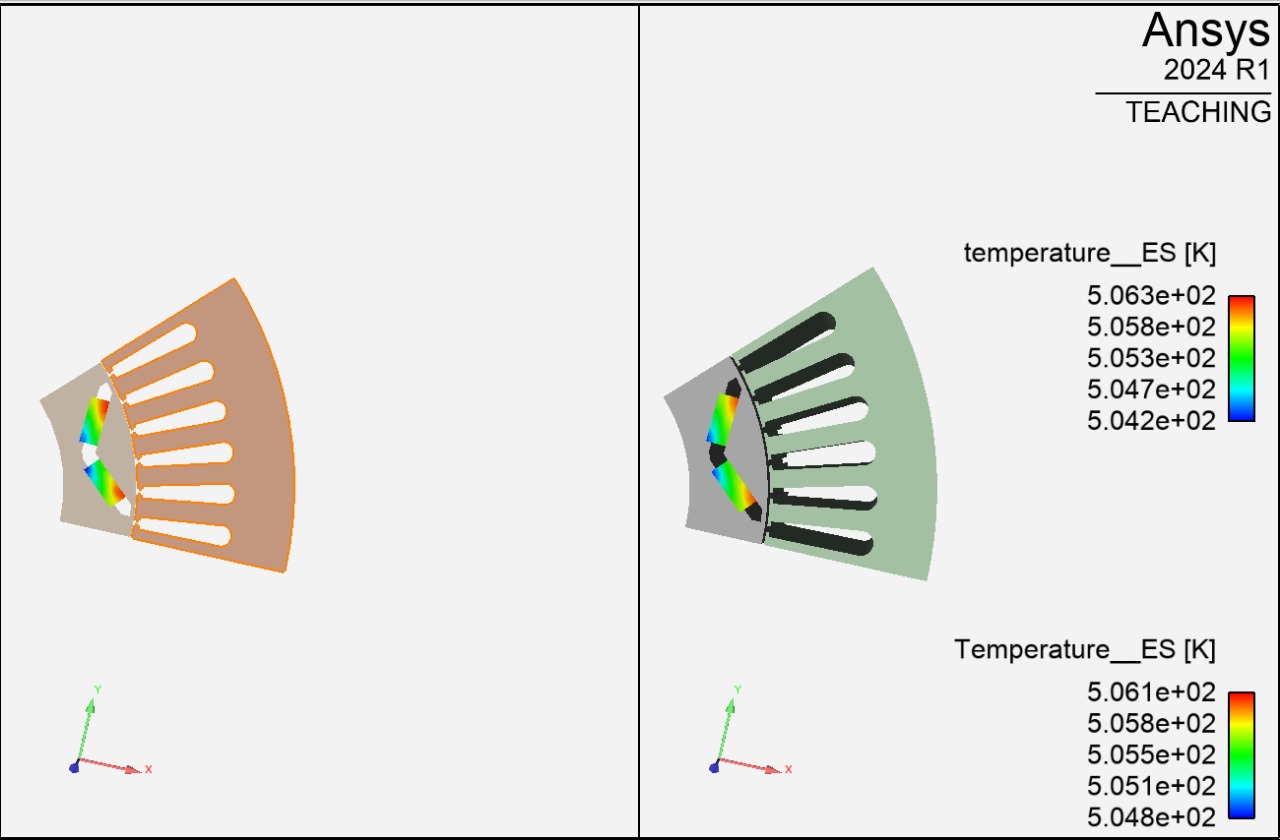 Ansys
2024 R1
TEACHING
temperature__ES [K]
5.063e+02
5.058e+02
5.053e+02
5.047e+02
5.042e+02
Temperature__ES [K]
5.061e+02
5.058e+02
5.055e+02
5.051e+02
5.048e+02
Y
X
Y
X